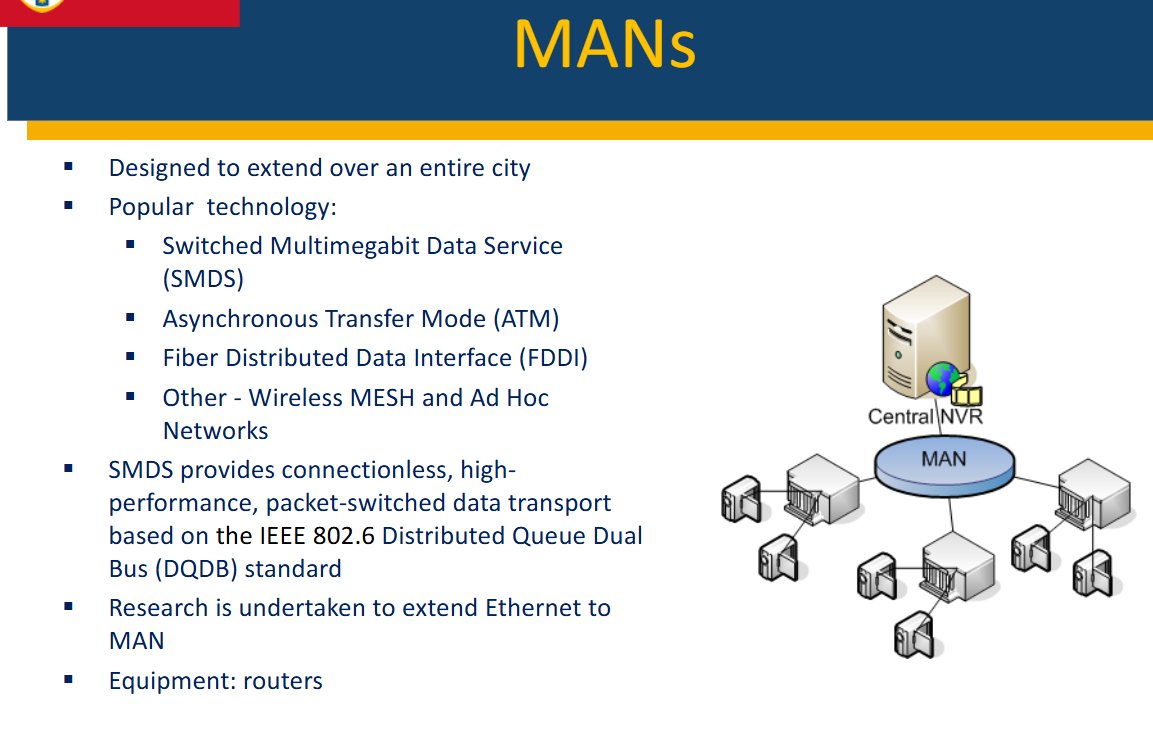 MANs
▪ Designed to extend over an entire city
▪ Popular technology:
▪ Switched Multimegabit Data Service
(SMDS)
▪ Asynchronous Transfer Mode (ATM)
▪ Fiber Distributed Data Interface (FDDI)
▪ Other - Wireless MESH and Ad Hoc
Networks
▪ SMDS provides connectionless, high-
performance, packet-switched data transport
based on the IEEE 802.6 Distributed Queue Dual
Bus (DQDB) standard
▪ Research is undertaken to extend Ethernet to
MAN
▪ Equipment: routers
Central NVR
MAN